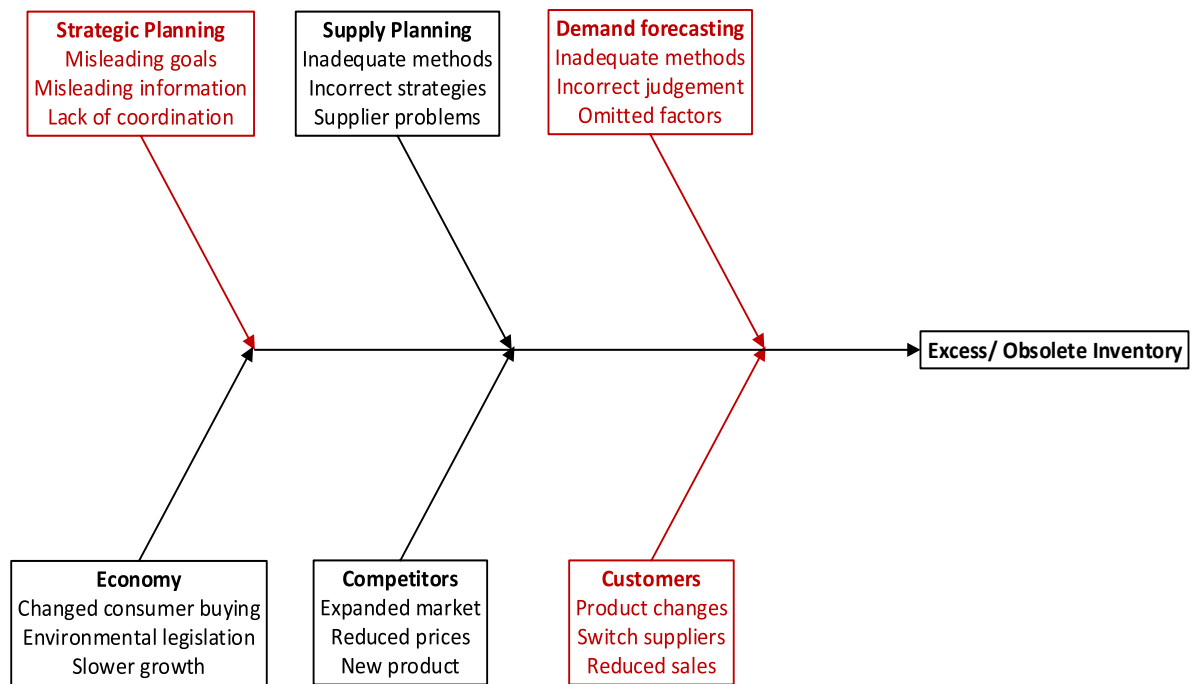 Strategic Planning
Misleading goals
Misleading information
Lack of coordination
Supply Planning
Inadequate methods
Incorrect strategies
Supplier problems
Demand forecasting
Inadequate methods
Incorrect judgement
Omitted factors
Excess/ Obsolete Inventory
Economy
Changed consumer buying
Environmental legislation
Slower growth
Competitors
Expanded market
Reduced prices
New product
Customers
Product changes
Switch suppliers
Reduced sales